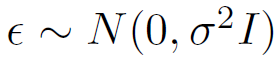 ϵ ∼ N(0, σ²I)